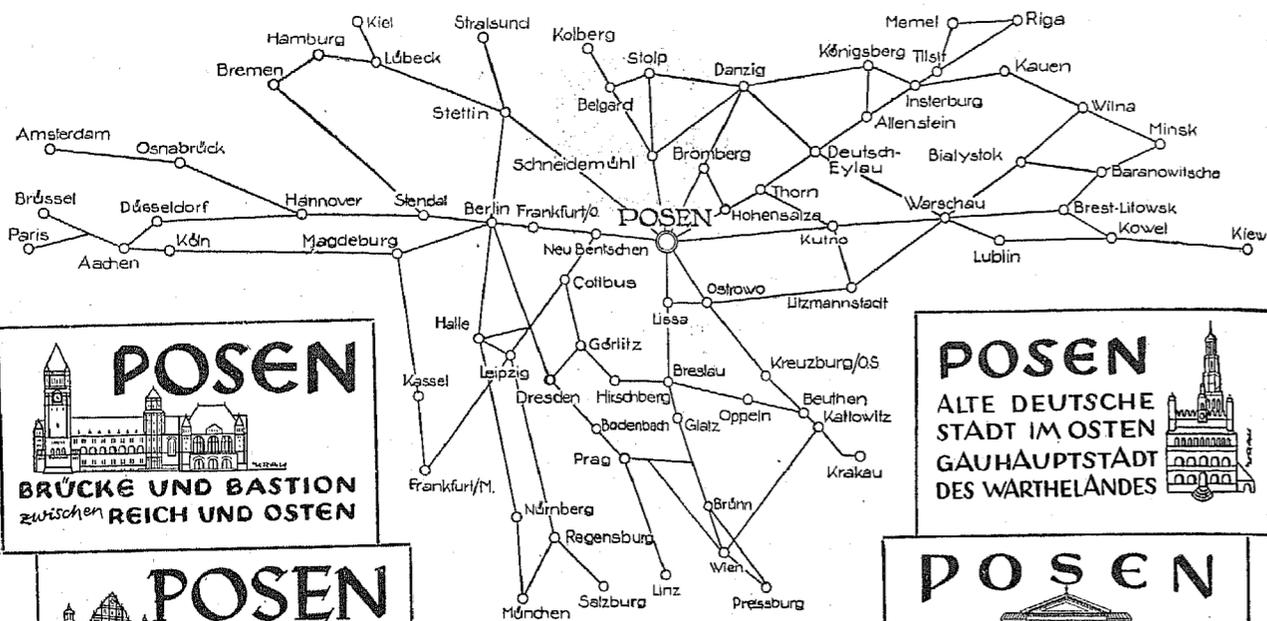 Kiel
Stralsund
Kolberg
Memel
Riga
Hamburg
Lübeck
Stolp
Danzig
Königsberg
Tilsit
Kauen
Bremen
Belgard
Insterburg
Stettin
Allenstein
Wilna
Amsterdam
Osnabrück
Schneidemühl
Bromberg
Deutsch-
Eylau
Bialystok
Minsk
Baranowitsche
Brüssel
Düsseldorf
Hannover
Stendal
Berlin
Frankfurt/O.
POSEN
Thorn
Hohensalza
Warschau
Brest-Litowsk
Paris
Aachen
Köln
Magdeburg
Neu Bentschen
Kutno
Lublin
Kowel
Kiew
Cottbus
Lissa
Ostrowo
Litzmannstadt
Halle
Görlitz
Leipzig
Kassel
Dresden
Hirschberg
Breslau
Kreuzburg/OS
Oppeln
Beuthen
Kattowitz
Bodenbach
Glatz
Prag
Krakau
Frankfurt/M.
Nürnberg
Brünn
Regensburg
Wien
München
Salzburg
Linz
Pressburg
POSEN
BRÜCKE UND BASTION
zwischen REICH UND OSTEN
POSEN
ALTE DEUTSCHE
STADT IM OSTEN
GAUHAUPTSTADT
DES WARTHELANDES
POSEN
POSEN